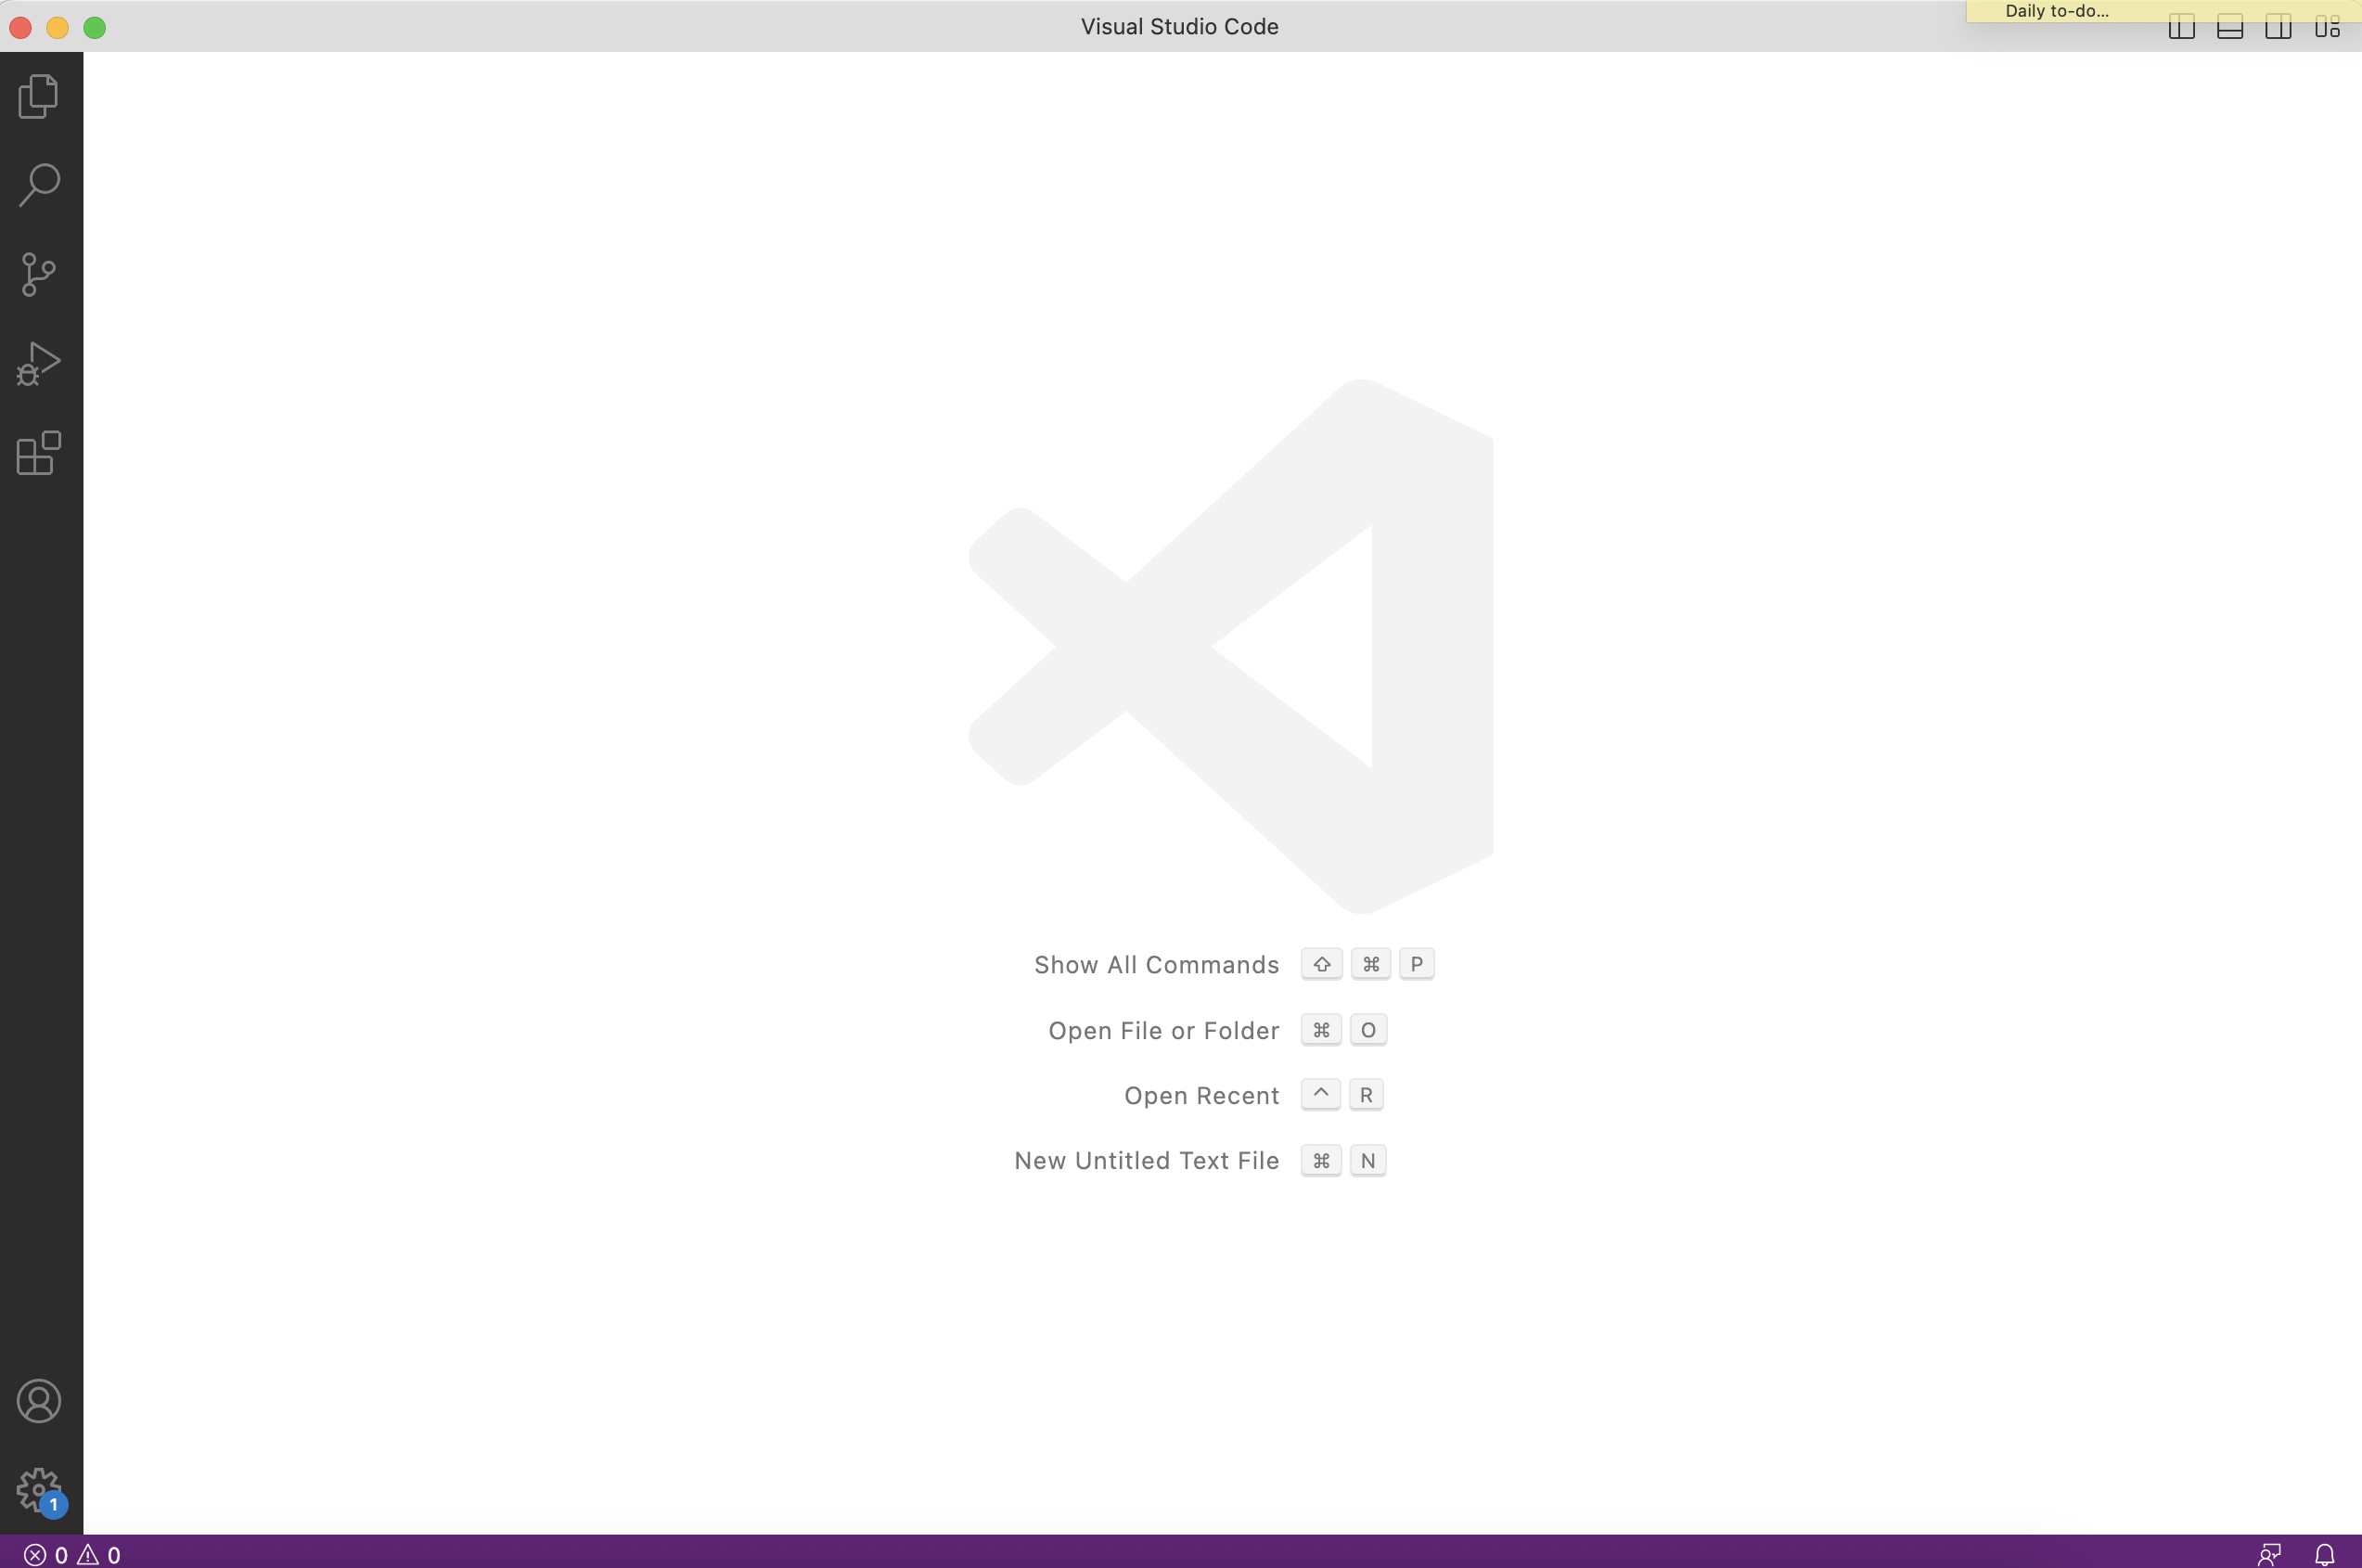 Visual Studio Code
Daily to-do...
Show All Commands ⇧ ⌘ P
Open File or Folder ⌘ O
Open Recent ^ R
New Untitled Text File ⌘ N
1
0 0